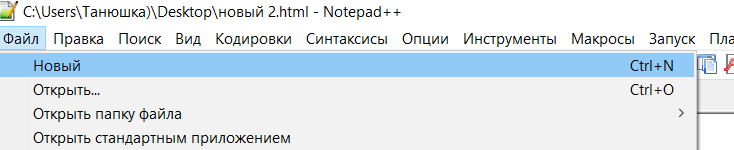 C:\Users\Танюшка)\Desktop\новый 2.html - Notepad++
Файл Правка Поиск Вид Кодировки Синтаксисы Опции Инструменты Макросы Запуск Пла
Новый Ctrl+N
Открыть... Ctrl+O
Открыть папку файла
Открыть стандартным приложением